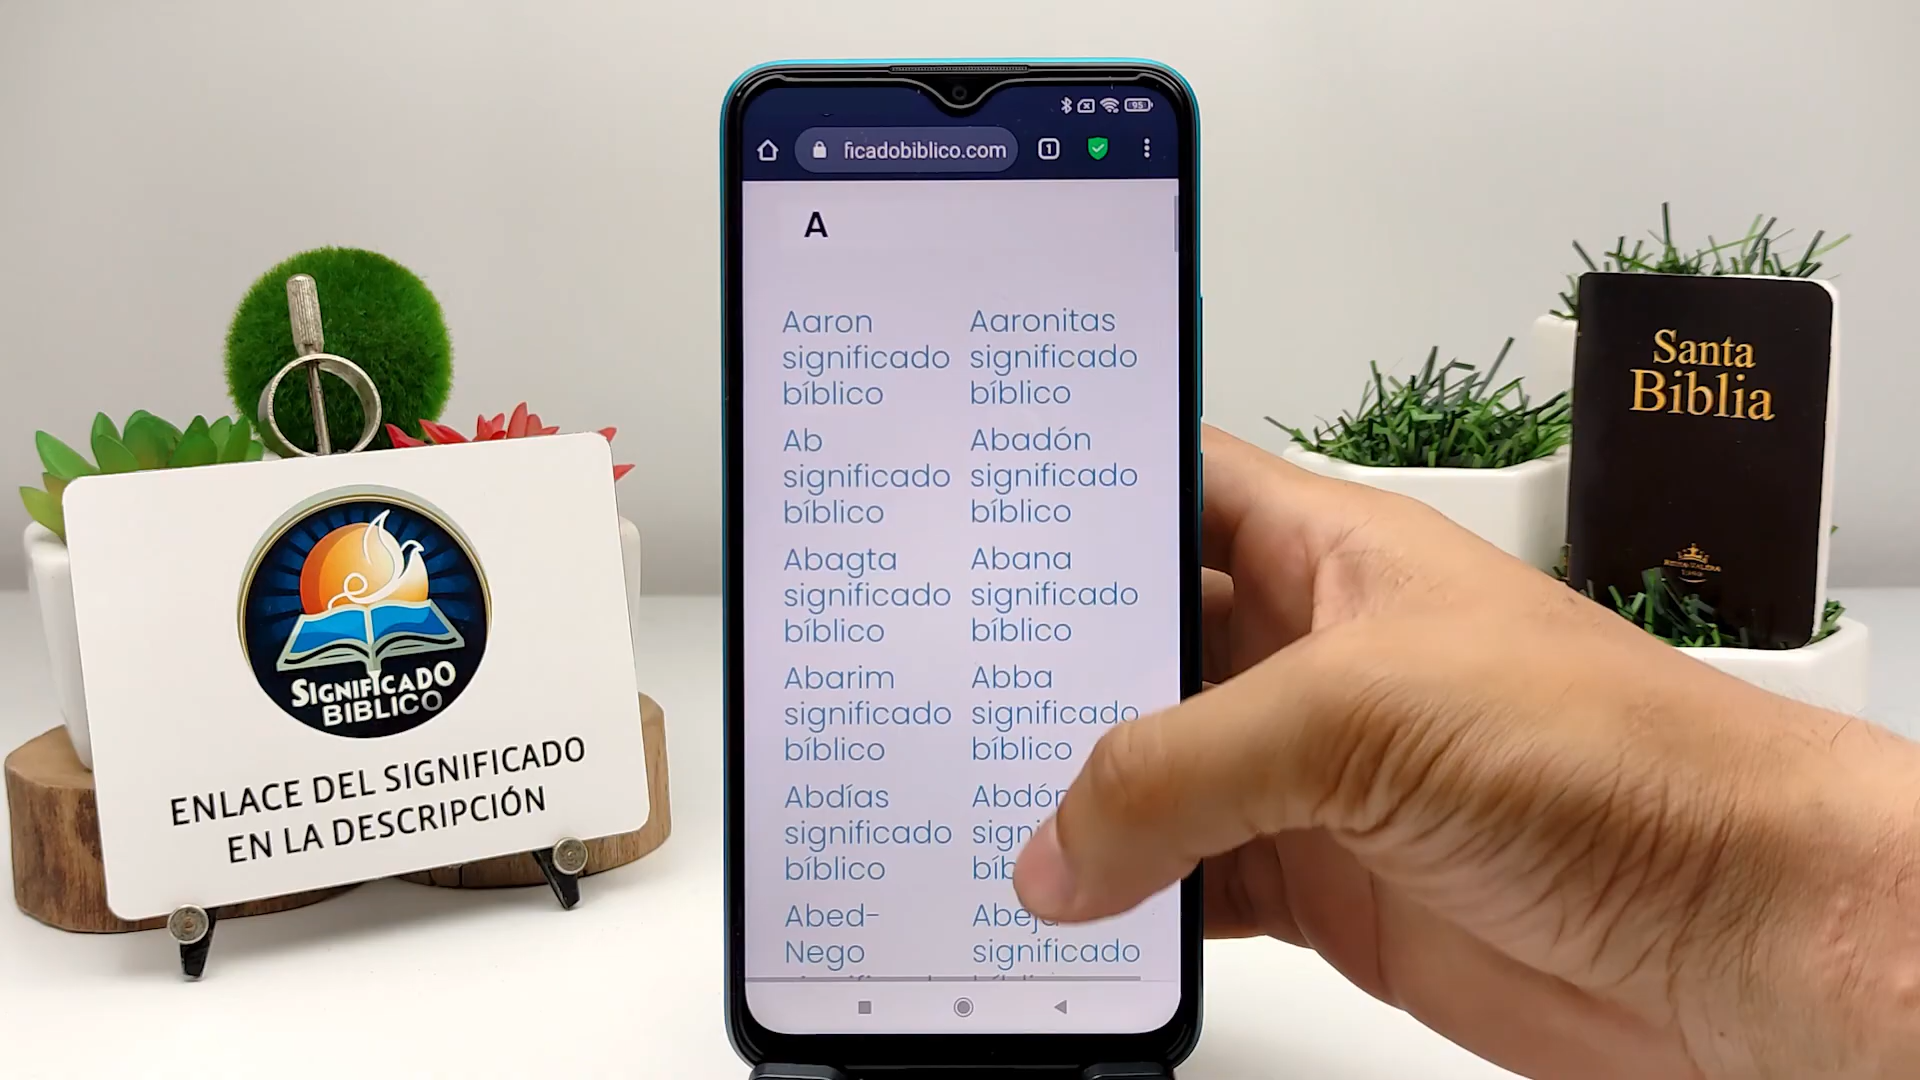 95
ficadobiblico.com
1
A
Aaron
significado
bíblico
Aaronitas
significado
bíblico
Ab
significado
bíblico
Abadón
significado
bíblico
Abagta
significado
bíblico
Abana
significado
bíblico
Abarim
significado
bíblico
Abba
significado
bíblico
Abdías
significado
bíblico
Abed-
Nego
significado
SIGNIFICADO
BIBLICO
ENLACE DEL SIGNIFICADO
EN LA DESCRIPCIÓN
Santa
Biblia